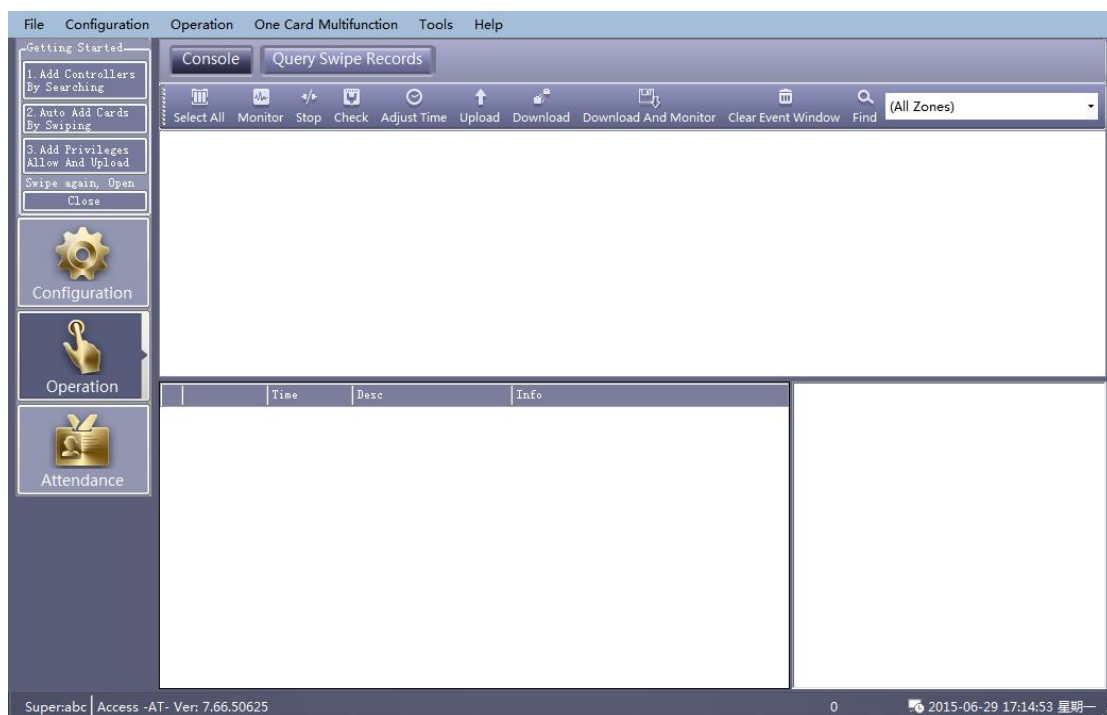 File Configuration Operation One Card Multifunction Tools Help
Getting Started
1. Add Controllers
By Searching
2. Auto Add Cards
By Swiping
3. Add Privileges
Allow And Upload
Swipe again, Open
Close
Configuration
Operation
Attendance
Console Query Swipe Records
Select All Monitor Stop Check Adjust Time Upload Download Download And Monitor Clear Event Window Find (All Zones)
Time Desc Info
Super:abc Access -AT- Ver: 7.66.50625 0 2015-06-29 17:14:53 星期一